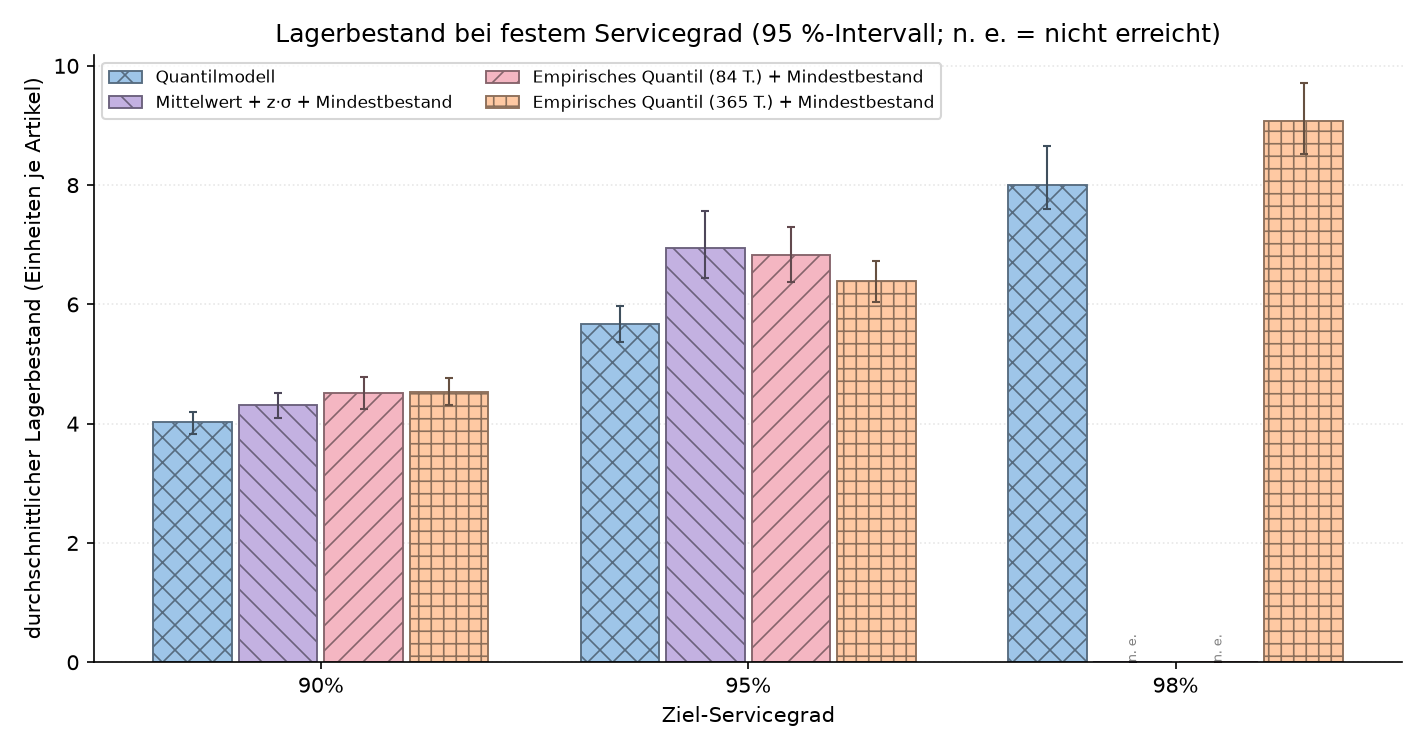 Lagerbestand bei festem Servicegrad (95 %-Intervall; n. e. = nicht erreicht)
durchschnittlicher Lagerbestand (Einheiten je Artikel)
10
8
6
4
2
0
Quantilmodell
Mittelwert + z·σ + Mindestbestand
Empirisches Quantil (84 T.) + Mindestbestand
Empirisches Quantil (365 T.) + Mindestbestand
n. e.
n. e.
90%
95%
98%
Ziel-Servicegrad